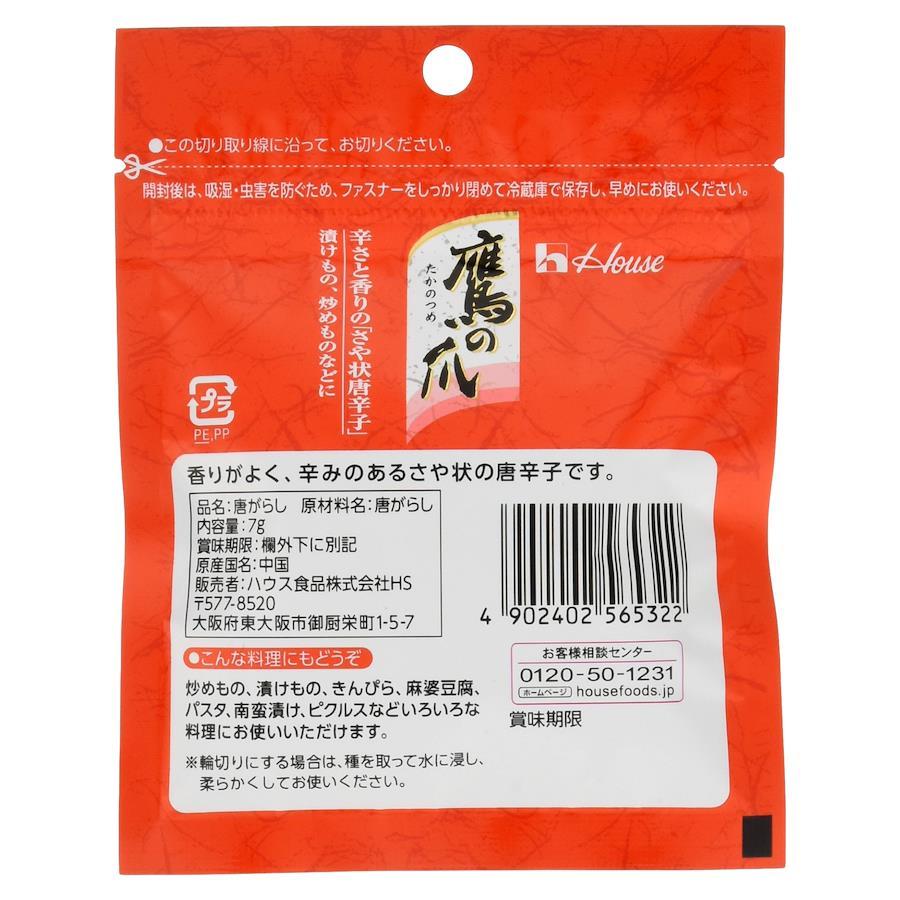 ●この切り取り線に沿って、お切りください。
開封後は、吸湿・虫害を防ぐため、ファスナーをしっかり閉めて冷蔵庫で保存し、早めにお使いください。
House
鷹の爪
たかのつめ
辛さと香りの「さや状唐辛子」
漬けもの、炒めものなどに
プラ
PE,PP
香りがよく、辛みのあるさや状の唐辛子です。
品名:唐がらし 原材料名:唐がらし
内容量:7g
賞味期限:欄外下に別記
原産国名:中国
販売者:ハウス食品株式会社HS
〒577-8520
大阪府東大阪市御厨栄町1-5-7
●こんな料理にもどうぞ
炒めもの、漬けもの、きんぴら、麻婆豆腐、
パスタ、南蛮漬け、ピクルスなどいろいろな
料理にお使いいただけます。
※輪切りにする場合は、種を取って水に浸し、
柔らかくしてお使いください。
4 902402 565322
お客様相談センター
0120-50-1231
ホームページ housefoods.jp
賞味期限